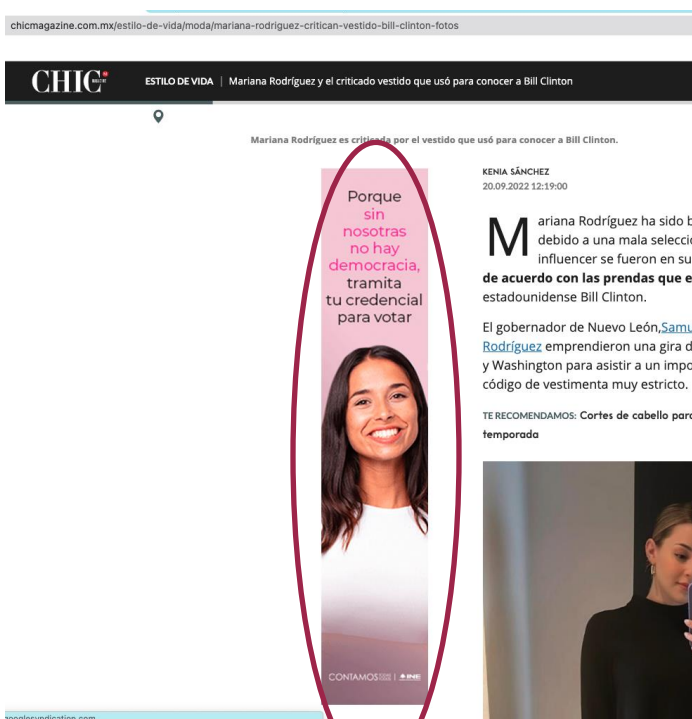 chicmagazine.com.mx/estilo-de-vida/moda/mariana-rodriguez-critican-vestido-bill-clinton-fotos
CHIC
ESTILO DE VIDA | Mariana Rodríguez y el criticado vestido que usó para conocer a Bill Clinton
Mariana Rodríguez es criticada por el vestido que usó para conocer a Bill Clinton.
Porque
sin
nosotras
no hay
democracia,
tramita
tu credencial
para votar
CONTAMOS
INE
KENIA SÁNCHEZ
20.09.2022 12:19:00
Mariana Rodríguez ha sido b
debido a una mala selecci
influencer se fueron en su
de acuerdo con las prendas que e
estadounidense Bill Clinton.
El gobernador de Nuevo León, Samu
Rodríguez emprendieron una gira d
y Washington para asistir a un impo
código de vestimenta muy estricto.
TE RECOMENDAMOS: Cortes de cabello para
temporada